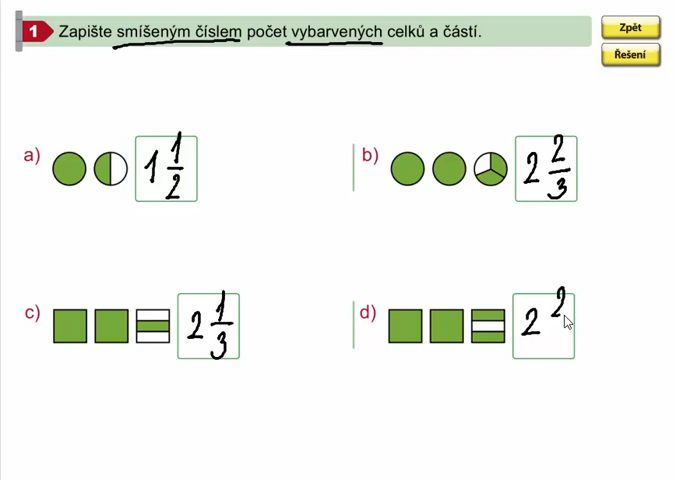 1 Zapište smíšeným číslem počet vybarvených celků a částí.
Zpět
Řešení
a) 1 1/2
b) 2 2/3
c) 2 1/3
d) 2 2